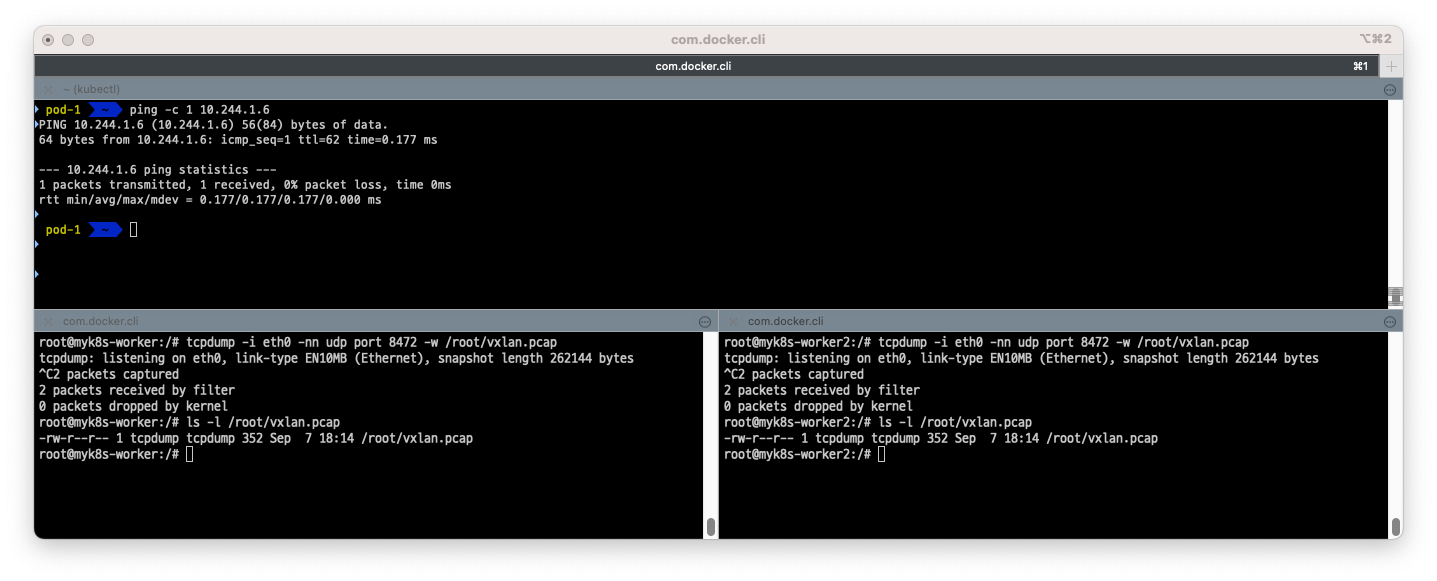 com.docker.cli
⌥⌘2
com.docker.cli
⌘1
~ (kubectl)
pod-1 ~ ping -c 1 10.244.1.6
PING 10.244.1.6 (10.244.1.6) 56(84) bytes of data.
64 bytes from 10.244.1.6: icmp_seq=1 ttl=62 time=0.177 ms
--- 10.244.1.6 ping statistics ---
1 packets transmitted, 1 received, 0% packet loss, time 0ms
rtt min/avg/max/mdev = 0.177/0.177/0.177/0.000 ms
pod-1 ~
com.docker.cli
root@myk8s-worker:/# tcpdump -i eth0 -nn udp port 8472 -w /root/vxlan.pcap
tcpdump: listening on eth0, link-type EN10MB (Ethernet), snapshot length 262144 bytes
^C2 packets captured
2 packets received by filter
0 packets dropped by kernel
root@myk8s-worker:/# ls -l /root/vxlan.pcap
-rw-r--r-- 1 tcpdump tcpdump 352 Sep  7 18:14 /root/vxlan.pcap
root@myk8s-worker:/#
com.docker.cli
root@myk8s-worker2:/# tcpdump -i eth0 -nn udp port 8472 -w /root/vxlan.pcap
tcpdump: listening on eth0, link-type EN10MB (Ethernet), snapshot length 262144 bytes
^C2 packets captured
2 packets received by filter
0 packets dropped by kernel
root@myk8s-worker2:/# ls -l /root/vxlan.pcap
-rw-r--r-- 1 tcpdump tcpdump 352 Sep  7 18:14 /root/vxlan.pcap
root@myk8s-worker2:/#